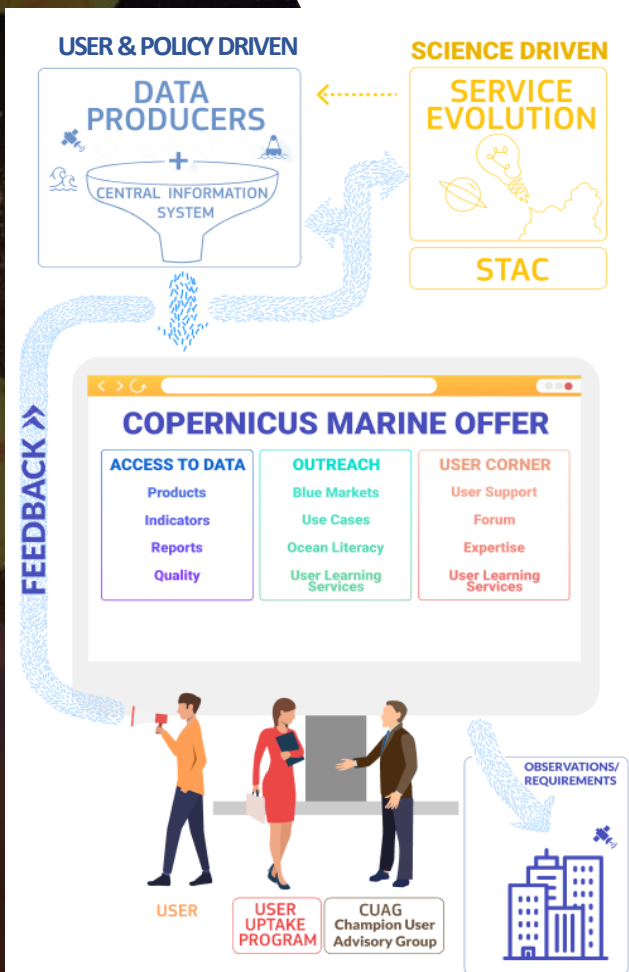 USER & POLICY DRIVEN
SCIENCE DRIVEN
DATA
PRODUCERS
+
CENTRAL INFORMATION
SYSTEM
SERVICE
EVOLUTION
STAC
FEEDBACK >>
COPERNICUS MARINE OFFER
ACCESS TO DATA
Products
Indicators
Reports
Quality
OUTREACH
Blue Markets
Use Cases
Ocean Literacy
User Learning
Services
USER CORNER
User Support
Forum
Expertise
User Learning
Services
OBSERVATIONS/
REQUIREMENTS
USER
USER
UPTAKE
PROGRAM
CUAG
Champion User
Advisory Group